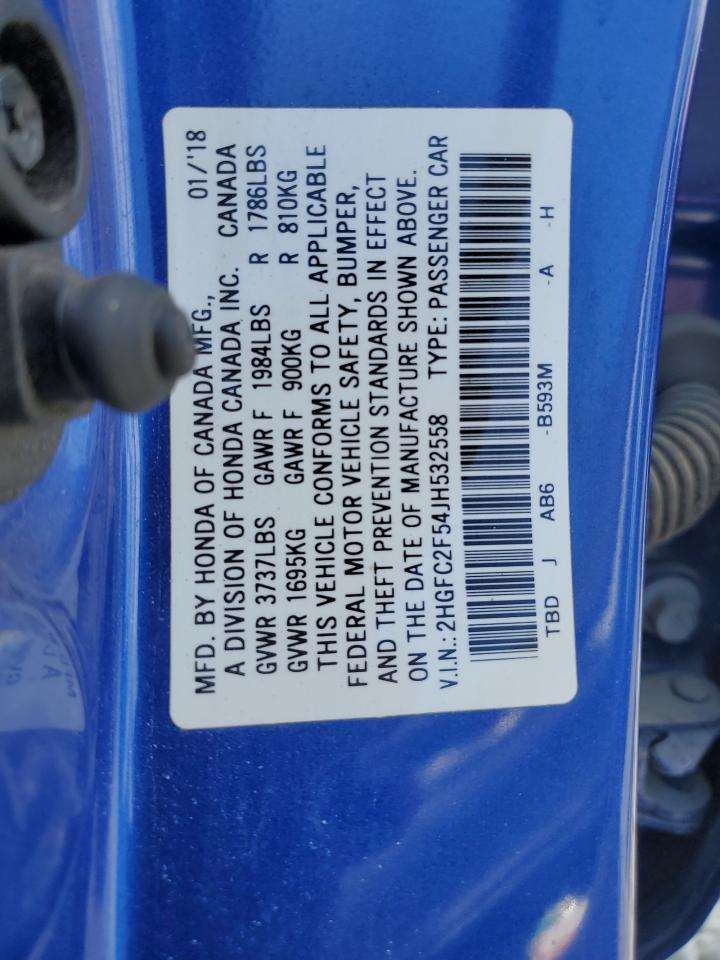 MFD. BY HONDA OF CANADA MFG., 01/'18
A DIVISION OF HONDA CANADA INC. CANADA
GVWR 3737LBS GAWR F 1984LBS R 1786LBS
GVWR 1695KG GAWR F 900KG R 810KG
THIS VEHICLE CONFORMS TO ALL APPLICABLE
FEDERAL MOTOR VEHICLE SAFETY, BUMPER,
AND THEFT PREVENTION STANDARDS IN EFFECT
ON THE DATE OF MANUFACTURE SHOWN ABOVE.
V.I.N.: 2HGFC2F54JH532558 TYPE: PASSENGER CAR
TBD J AB6 -B593M -A -H